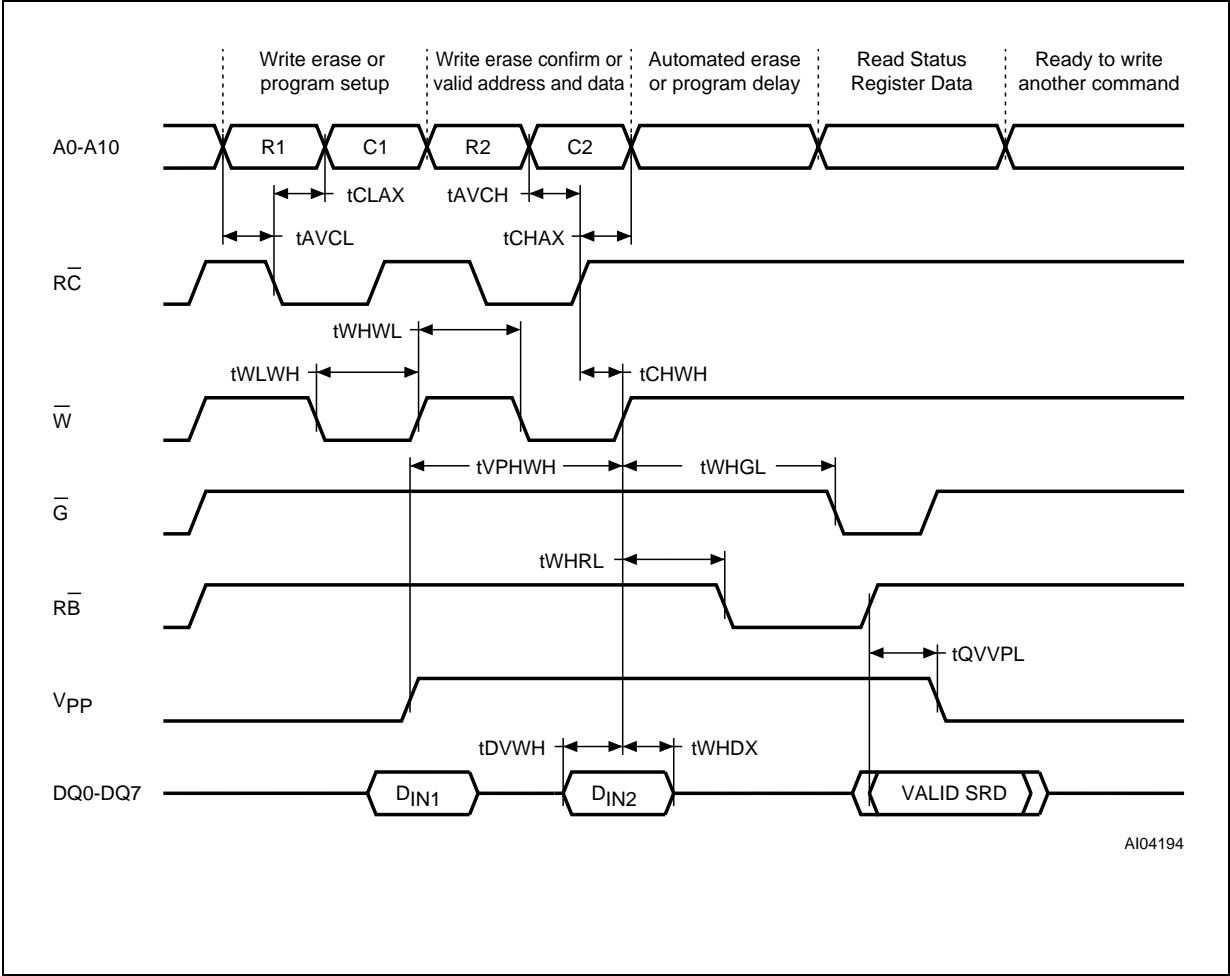 Write erase or
program setup
Write erase confirm or
valid address and data
Automated erase
or program delay
Read Status
Register Data
Ready to write
another command
A0-A10
R1
C1
R2
C2
tCLAX
tAVCH
tAVCL
tCHAX
RC̅
tWHWL
tWLWH
tCHWH
W̅
tVPHWH
tWHGL
G̅
tWHRL
RB̅
tQVVPL
VPP
tDVWH
tWHDX
DQ0-DQ7
DIN1
DIN2
VALID SRD
AI04194